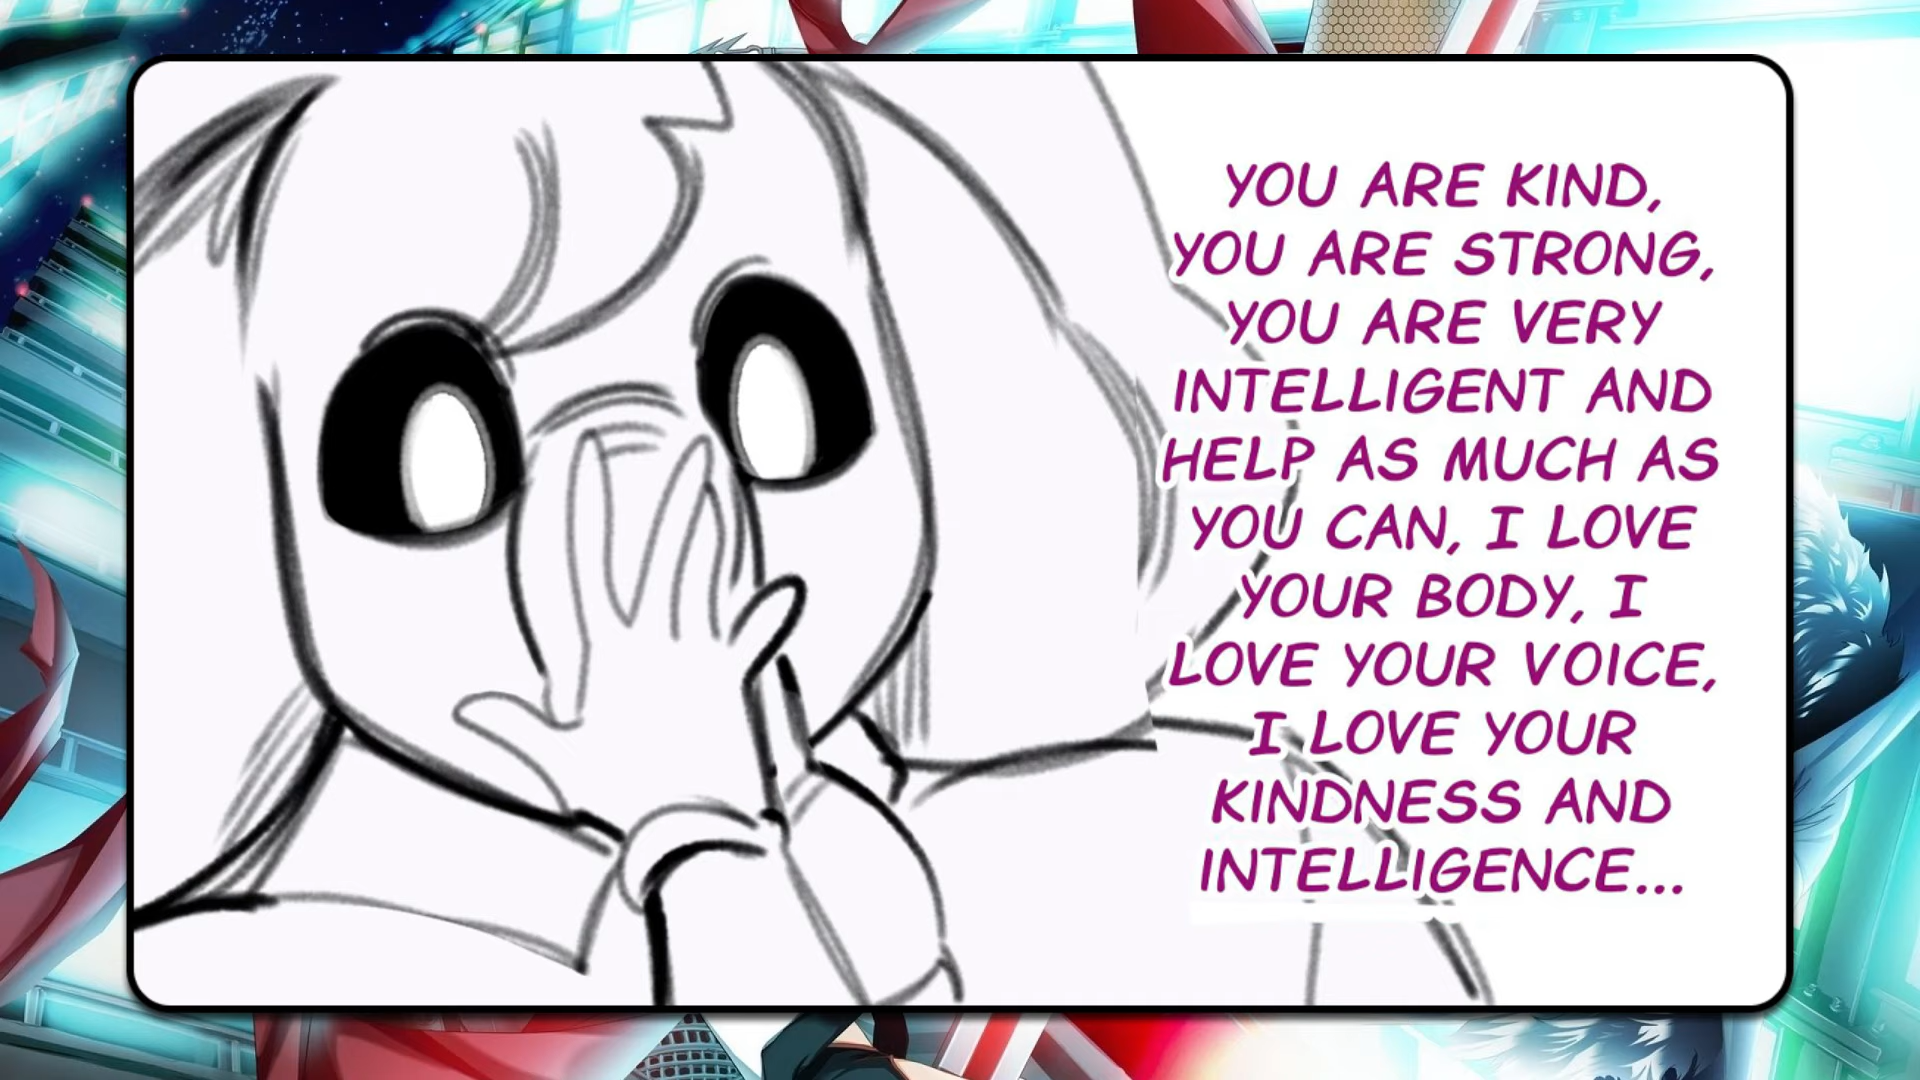 YOU ARE KIND,
YOU ARE STRONG,
YOU ARE VERY
INTELLIGENT AND
HELP AS MUCH AS
YOU CAN, I LOVE
YOUR BODY, I
LOVE YOUR VOICE,
I LOVE YOUR
KINDNESS AND
INTELLIGENCE...